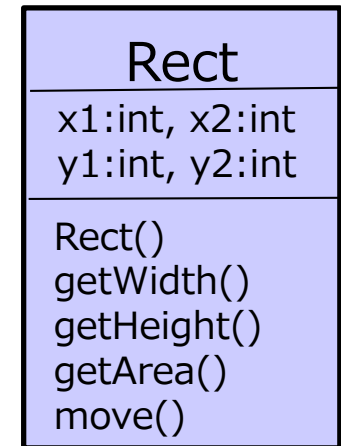 Rect
x1:int, x2:int
y1:int, y2:int
Rect()
getWidth()
getHeight()
getArea()
move()